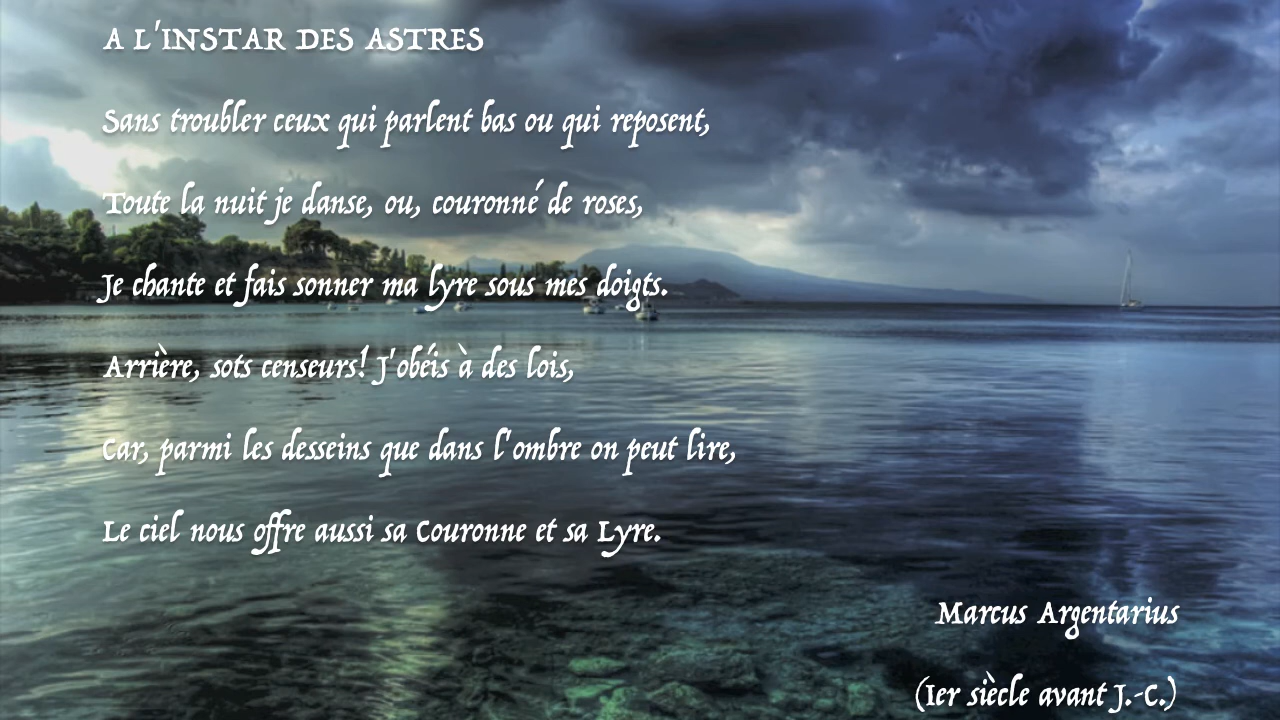 A L'INSTAR DES ASTRES
Sans troubler ceux qui parlent bas ou qui reposent,
Toute la nuit je danse, ou, couronné de roses,
Je chante et fais sonner ma lyre sous mes doigts.
Arrière, sots censeurs! J'obéis à des lois,
Car, parmi les desseins que dans l'ombre on peut lire,
Le ciel nous offre aussi sa Couronne et sa Lyre.
Marcus Argentarius
(Ier siècle avant J.-C.)